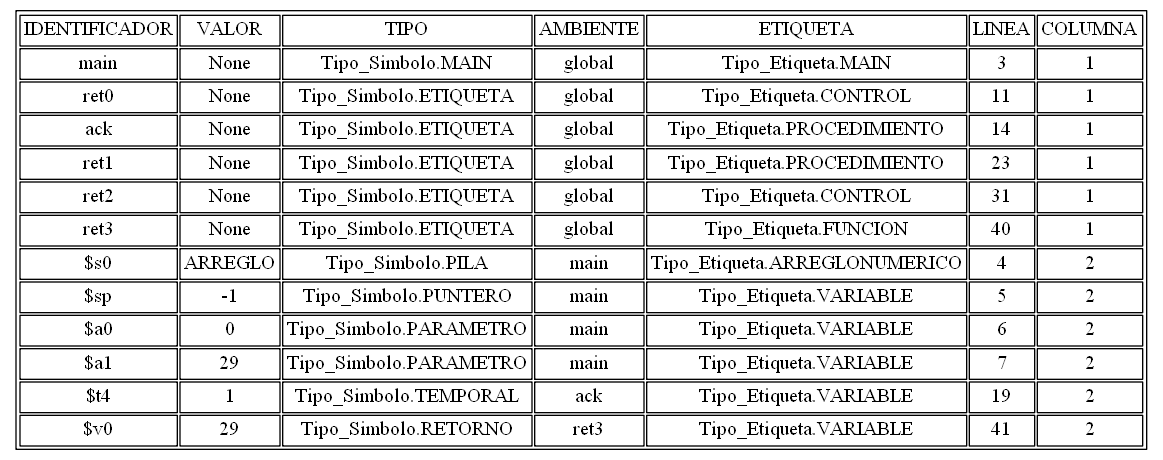 IDENTIFICADOR VALOR TIPO AMBIENTE ETIQUETA LINEA COLUMNA
main None Tipo_Simbolo.MAIN global Tipo_Etiqueta.MAIN 3 1
ret0 None Tipo_Simbolo.ETIQUETA global Tipo_Etiqueta.CONTROL 11 1
ack None Tipo_Simbolo.ETIQUETA global Tipo_Etiqueta.PROCEDIMIENTO 14 1
ret1 None Tipo_Simbolo.ETIQUETA global Tipo_Etiqueta.PROCEDIMIENTO 23 1
ret2 None Tipo_Simbolo.ETIQUETA global Tipo_Etiqueta.CONTROL 31 1
ret3 None Tipo_Simbolo.ETIQUETA global Tipo_Etiqueta.FUNCION 40 1
$s0 ARREGLO Tipo_Simbolo.PILA main Tipo_Etiqueta.ARREGLONUMERICO 4 2
$sp -1 Tipo_Simbolo.PUNTERO main Tipo_Etiqueta.VARIABLE 5 2
$a0 0 Tipo_Simbolo.PARAMETRO main Tipo_Etiqueta.VARIABLE 6 2
$a1 29 Tipo_Simbolo.PARAMETRO main Tipo_Etiqueta.VARIABLE 7 2
$t4 1 Tipo_Simbolo.TEMPORAL ack Tipo_Etiqueta.VARIABLE 19 2
$v0 29 Tipo_Simbolo.RETORNO ret3 Tipo_Etiqueta.VARIABLE 41 2